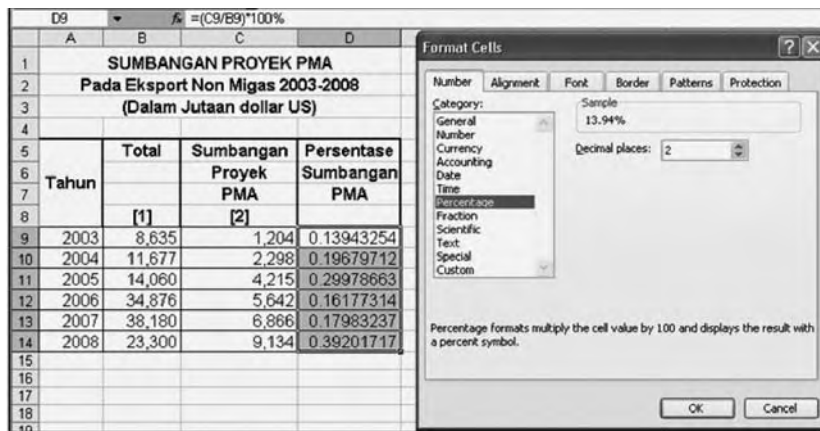 D9 fx =(C9/B9)*100%
A B C D
1 SUMBANGAN PROYEK PMA
2 Pada Eksport Non Migas 2003-2008
3 (Dalam Jutaan dollar US)
4
5 Total Sumbangan Persentase
6 Tahun Proyek Sumbangan
7 PMA PMA
8 [1] [2]
9 2003 8,635 1,204 0.13943254
10 2004 11,677 2,298 0.19679712
11 2005 14,060 4,215 0.29978663
12 2006 34,876 5,642 0.16177314
13 2007 38,180 6,866 0.17983237
14 2008 23,300 9,134 0.39201717
15
16
17
18
19
Format Cells
Number Alignment Font Border Patterns Protection
Category:
General
Number
Currency
Accounting
Date
Time
Percentage
Fraction
Scientific
Text
Special
Custom
Sample
13.94%
Decimal places: 2
Percentage formats multiply the cell value by 100 and displays the result with
a percent symbol.
OK Cancel